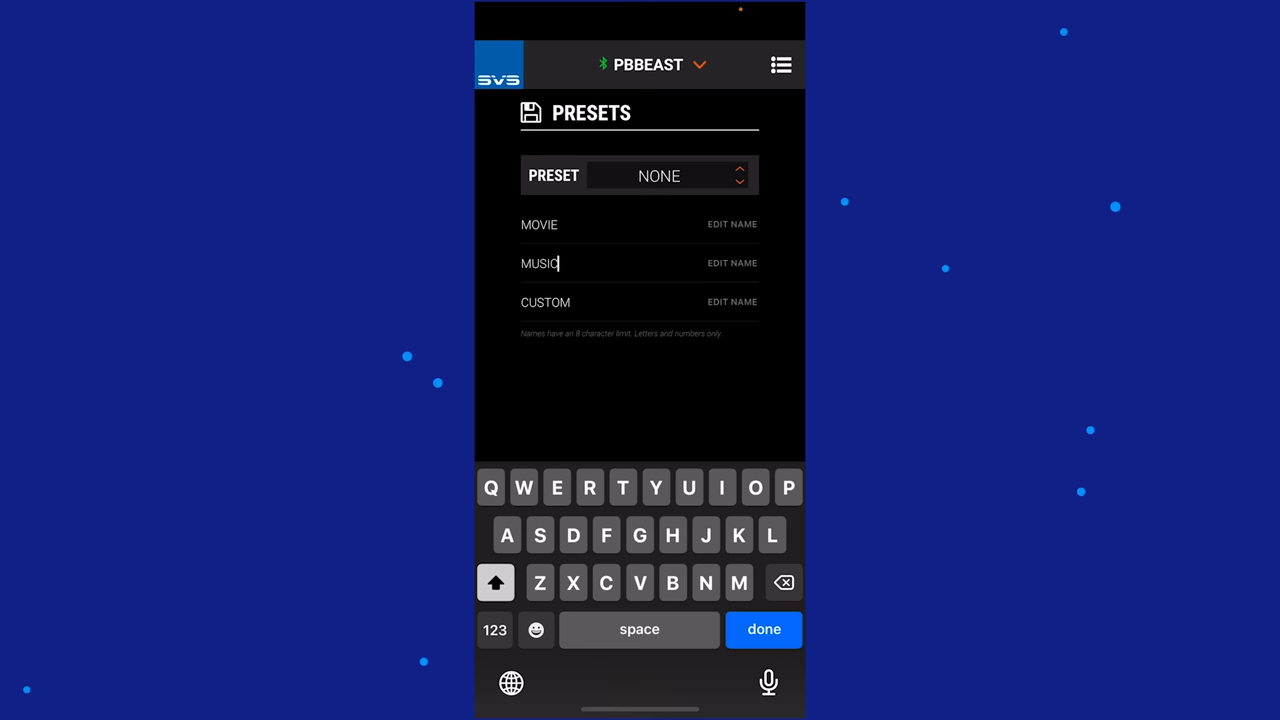 SVS
PBBEAST
PRESETS
PRESET NONE
MOVIE EDIT NAME
MUSIC EDIT NAME
CUSTOM EDIT NAME
Names have an 8 character limit. Letters and numbers only.
Q W E R T Y U I O P
A S D F G H J K L
Z X C V B N M
123 space done